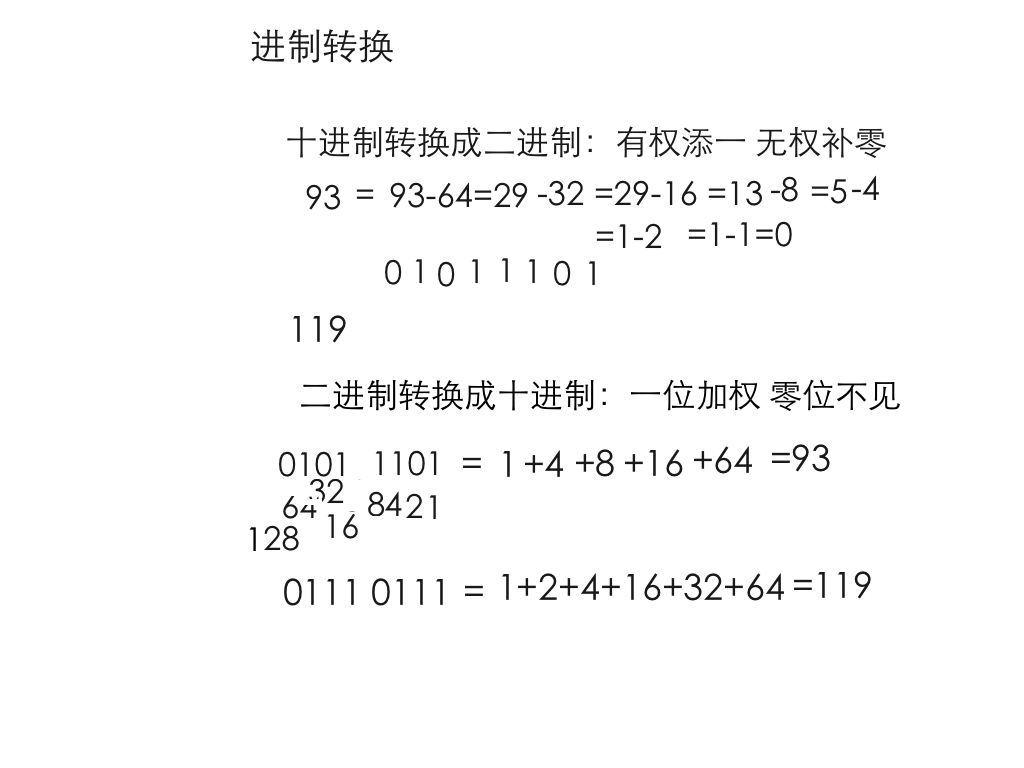 进制转换
十进制转换成二进制：有权添一 无权补零
93 = 93-64=29 -32 =29-16 =13 -8 =5 -4
=1-2 =1-1=0
0 1 0 1 1 1 0 1
119
二进制转换成十进制：一位加权 零位不见
0101 1101 = 1 +4 +8 +16 +64 =93
32
64 8421
128 16
0111 0111 = 1+2+4+16+32+64 =119